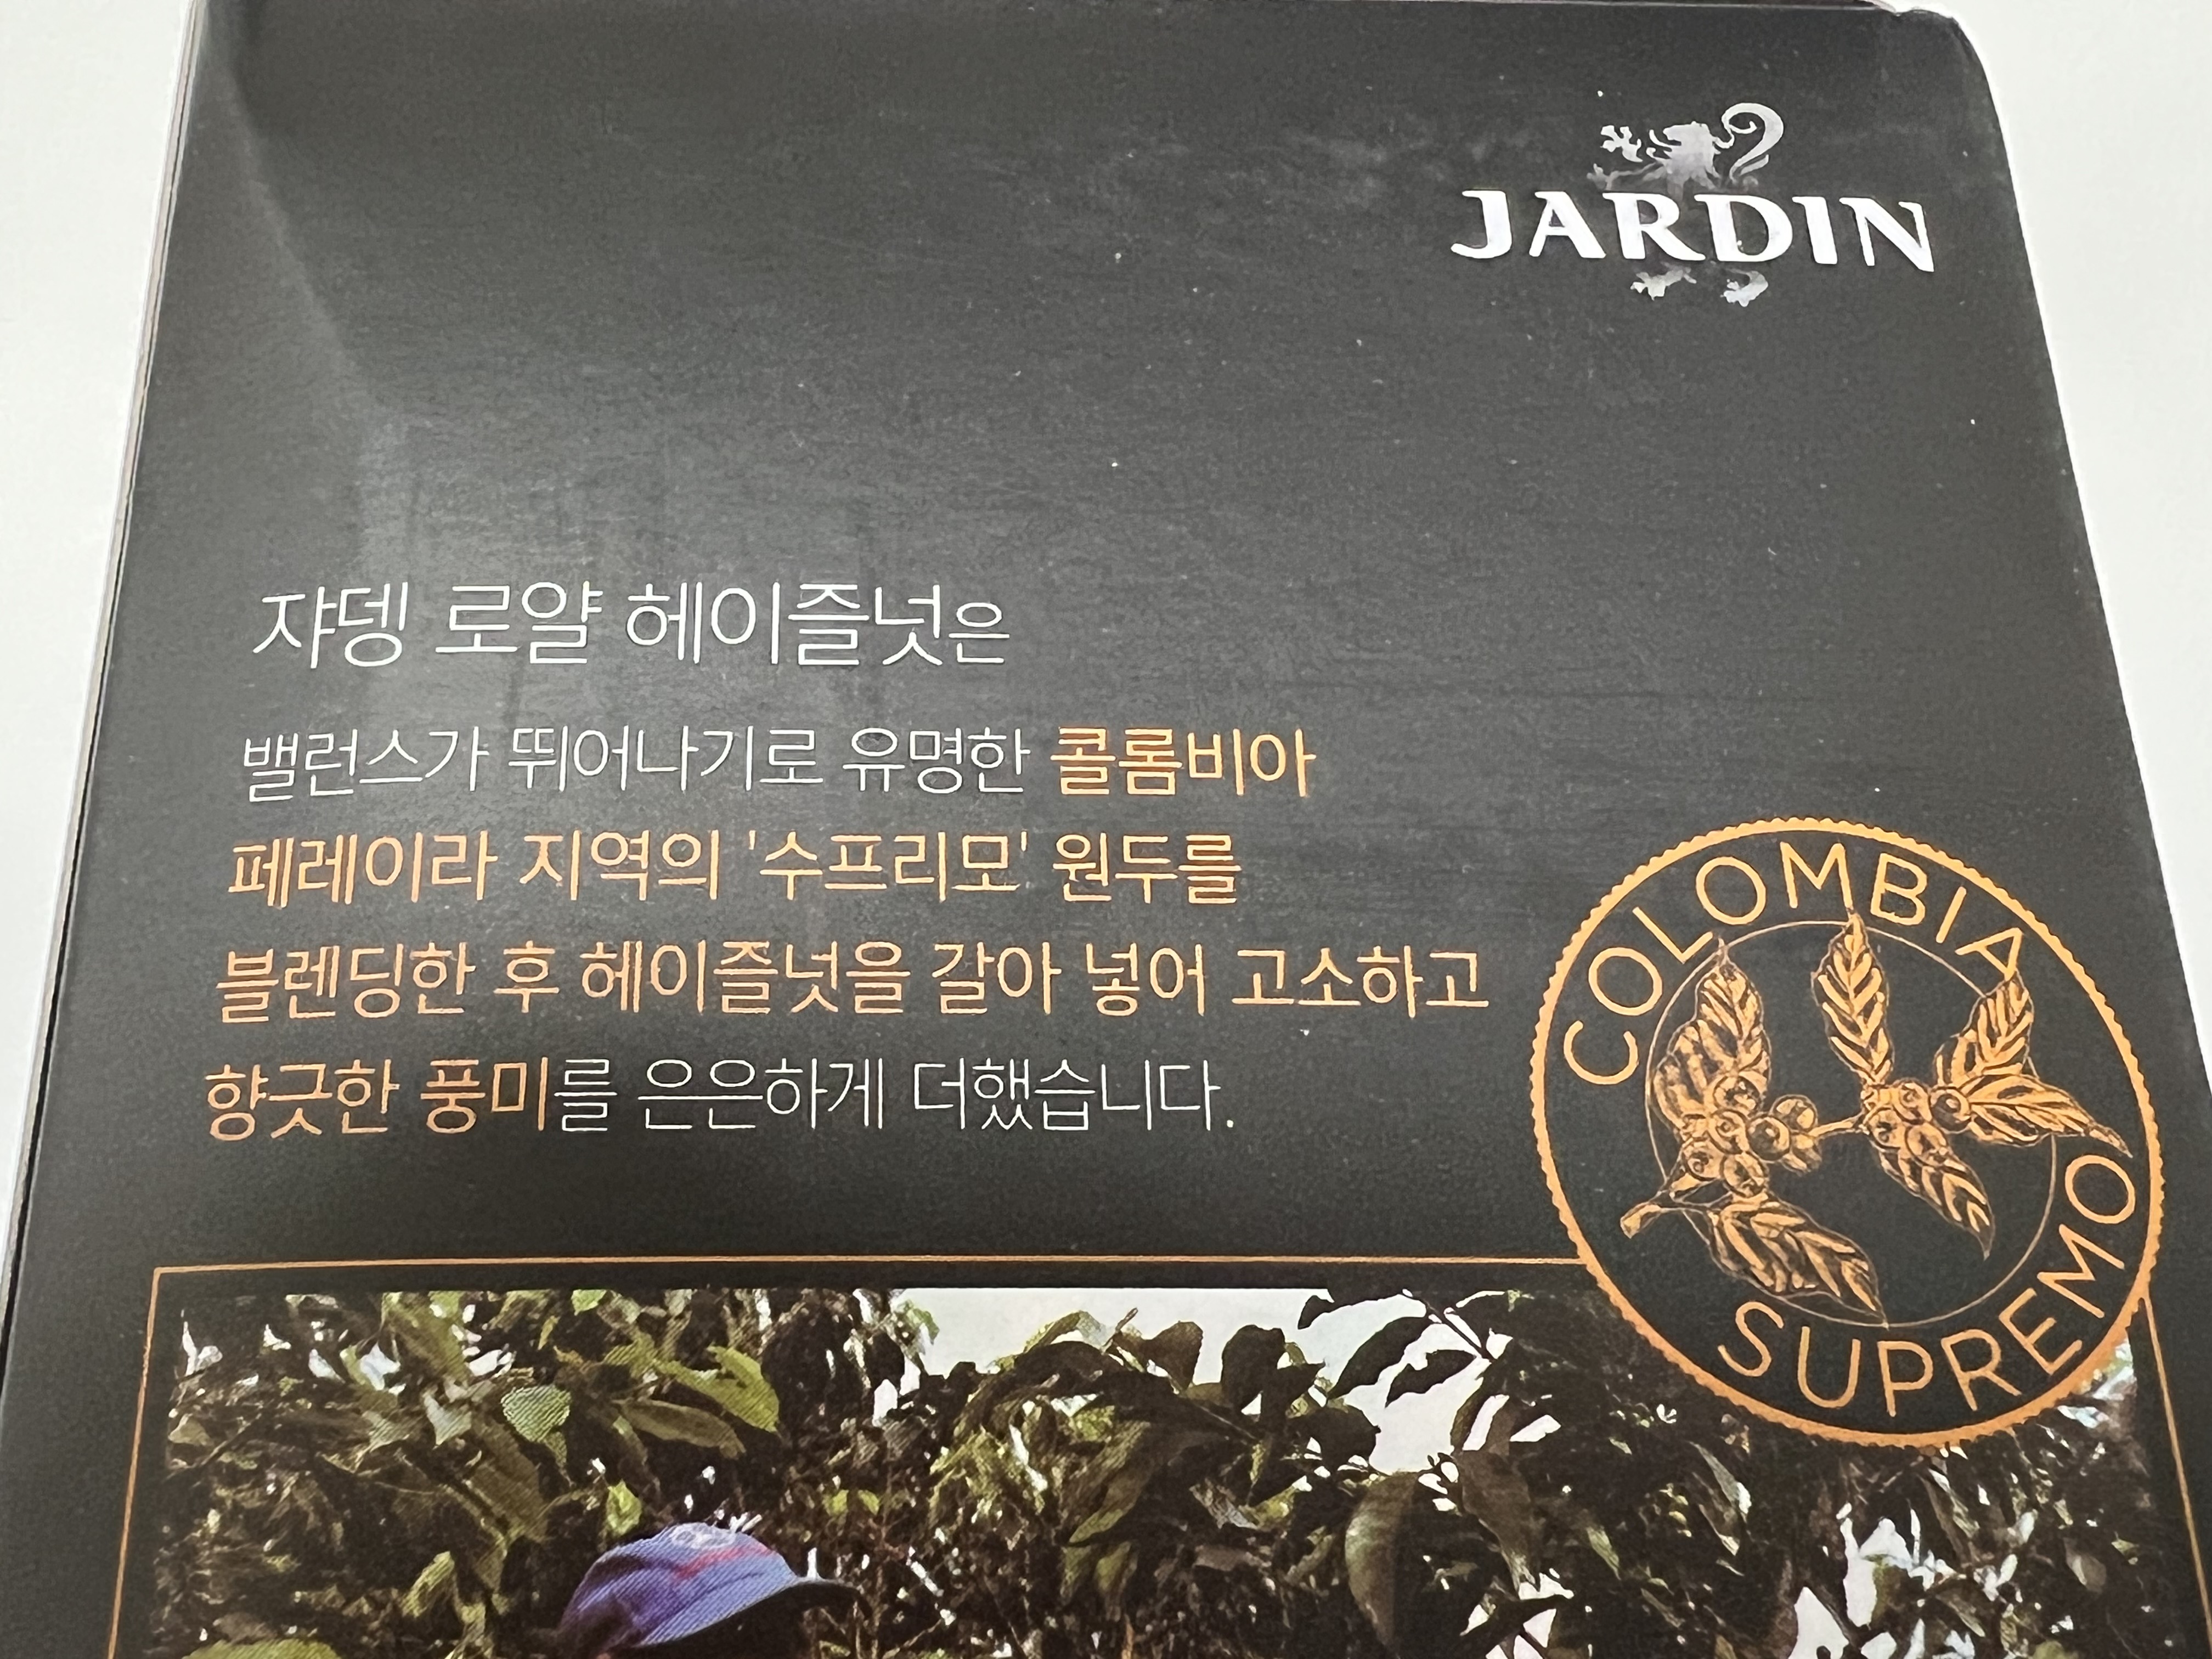 JARDIN
쟈뎅 로얄 헤이즐넛은
밸런스가 뛰어나기로 유명한 콜롬비아
페레이라 지역의 '수프리모' 원두를
블렌딩한 후 헤이즐넛을 갈아 넣어 고소하고
향긋한 풍미를 은은하게 더했습니다.
COLOMBIA
SUPREMO